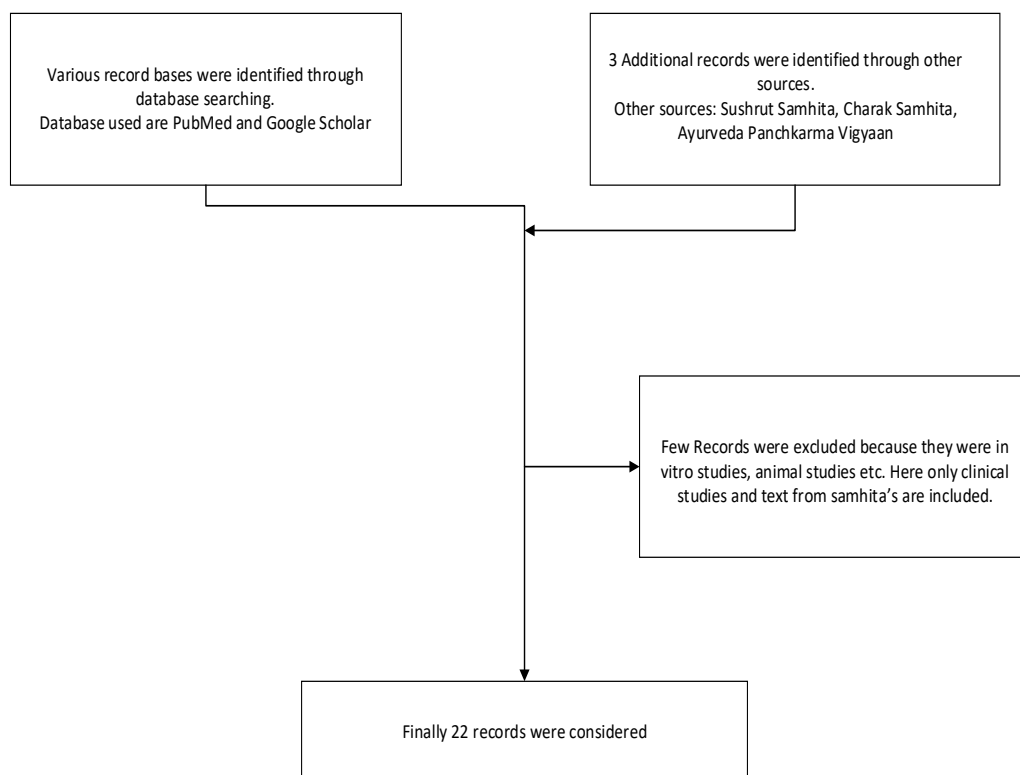 Various record bases were identified through
database searching.
Database used are PubMed and Google Scholar
3 Additional records were identified through other
sources.
Other sources: Sushrut Samhita, Charak Samhita,
Ayurveda Panchkarma Vigyaan
Few Records were excluded because they were in
vitro studies, animal studies etc. Here only clinical
studies and text from samhita’s are included.
Finally 22 records were considered